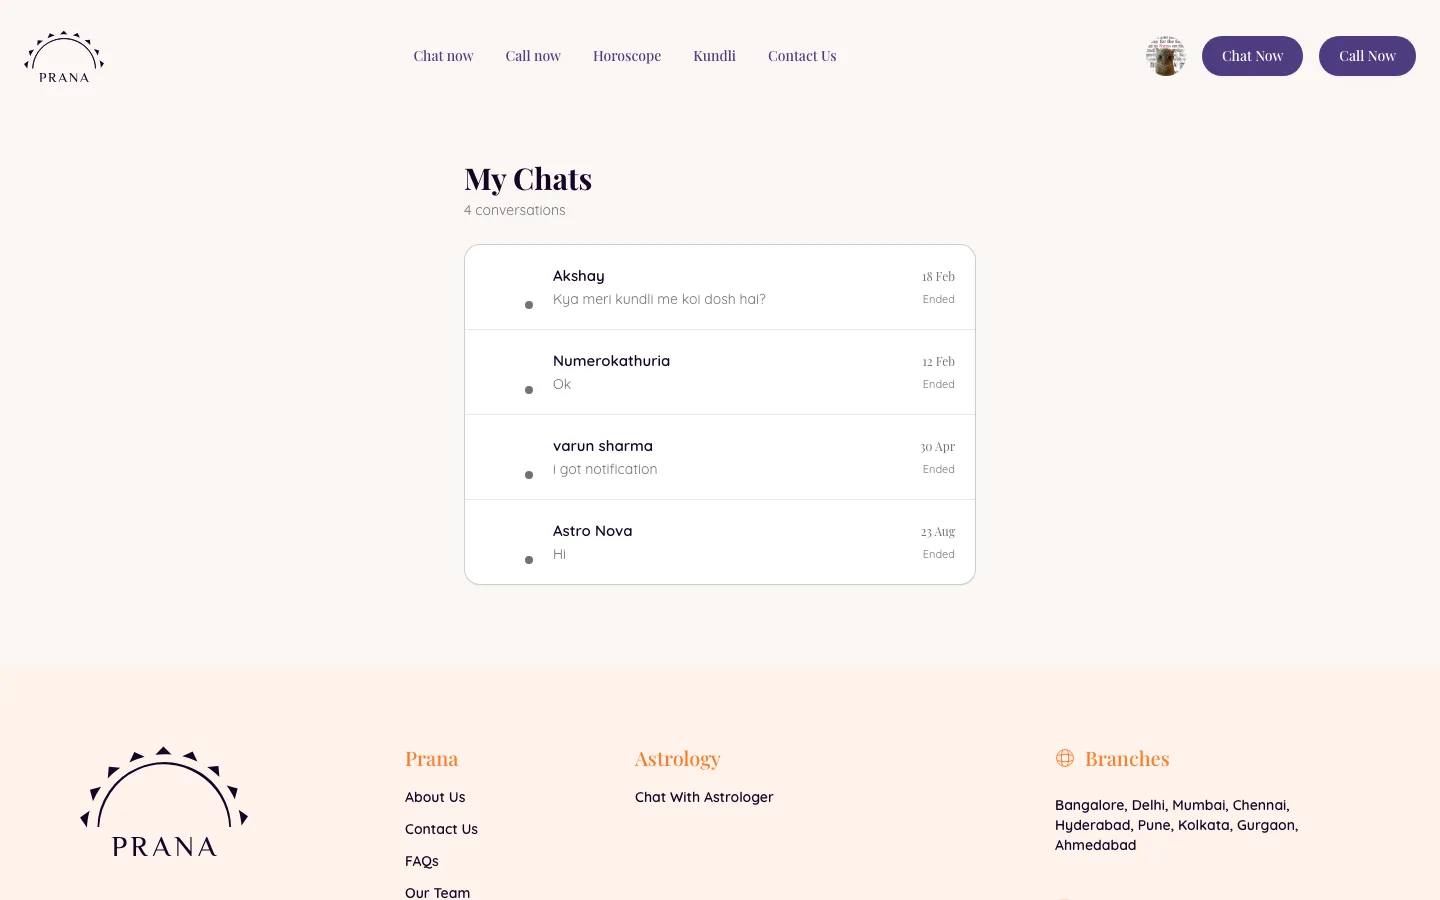 PRANA
Chat now
Call now
Horoscope
Kundli
Contact Us
Chat Now
Call Now
My Chats
4 conversations
Akshay
18 Feb
Kya meri kundli me koi dosh hai?
Ended
Numerokathuria
12 Feb
Ok
Ended
varun sharma
30 Apr
i got notification
Ended
Astro Nova
23 Aug
Hi
Ended
PRANA
Prana
About Us
Contact Us
FAQs
Our Team
Astrology
Chat With Astrologer
Branches
Bangalore, Delhi, Mumbai, Chennai,
Hyderabad, Pune, Kolkata, Gurgaon,
Ahmedabad